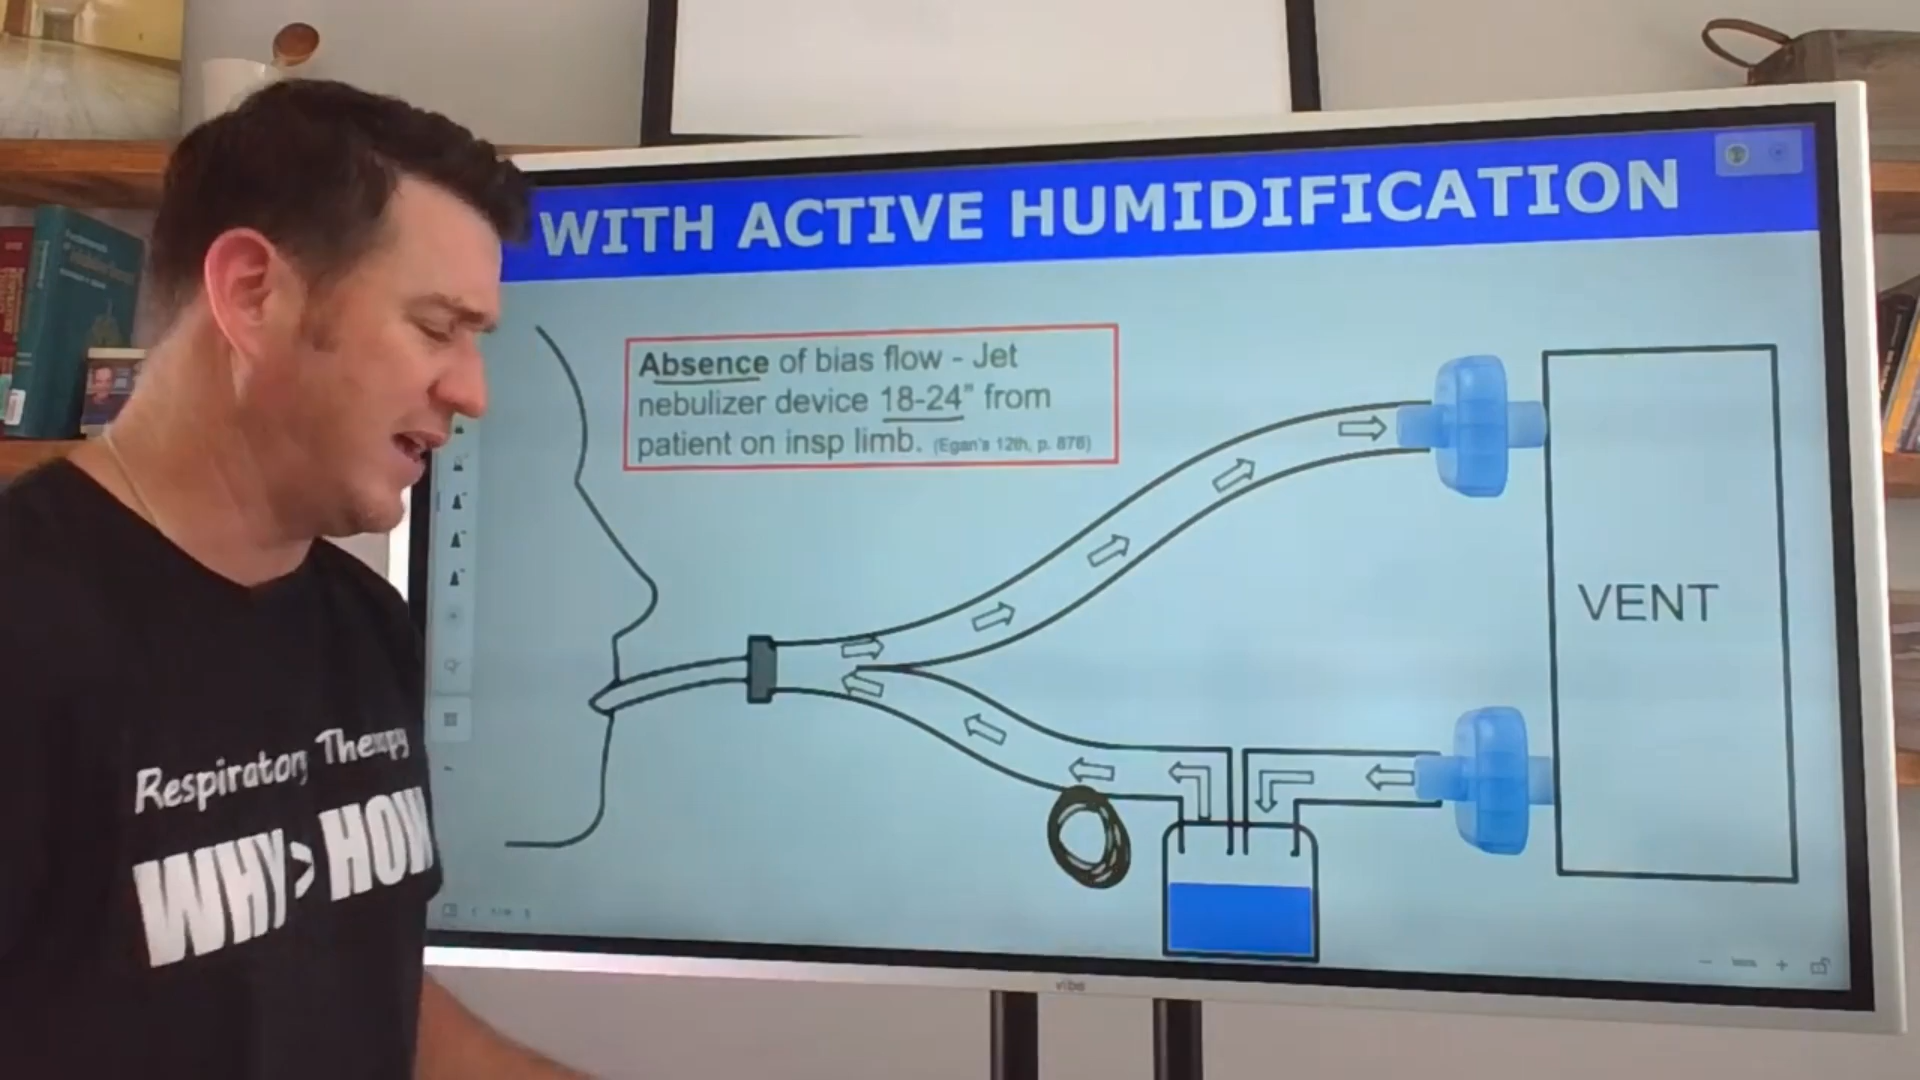 WITH ACTIVE HUMIDIFICATION
Absence of bias flow - Jet
nebulizer device 18-24" from
patient on insp limb. (Egan's 12th, p. 876)
VENT
Respiratory Therapy
WHY>HOW
vibe